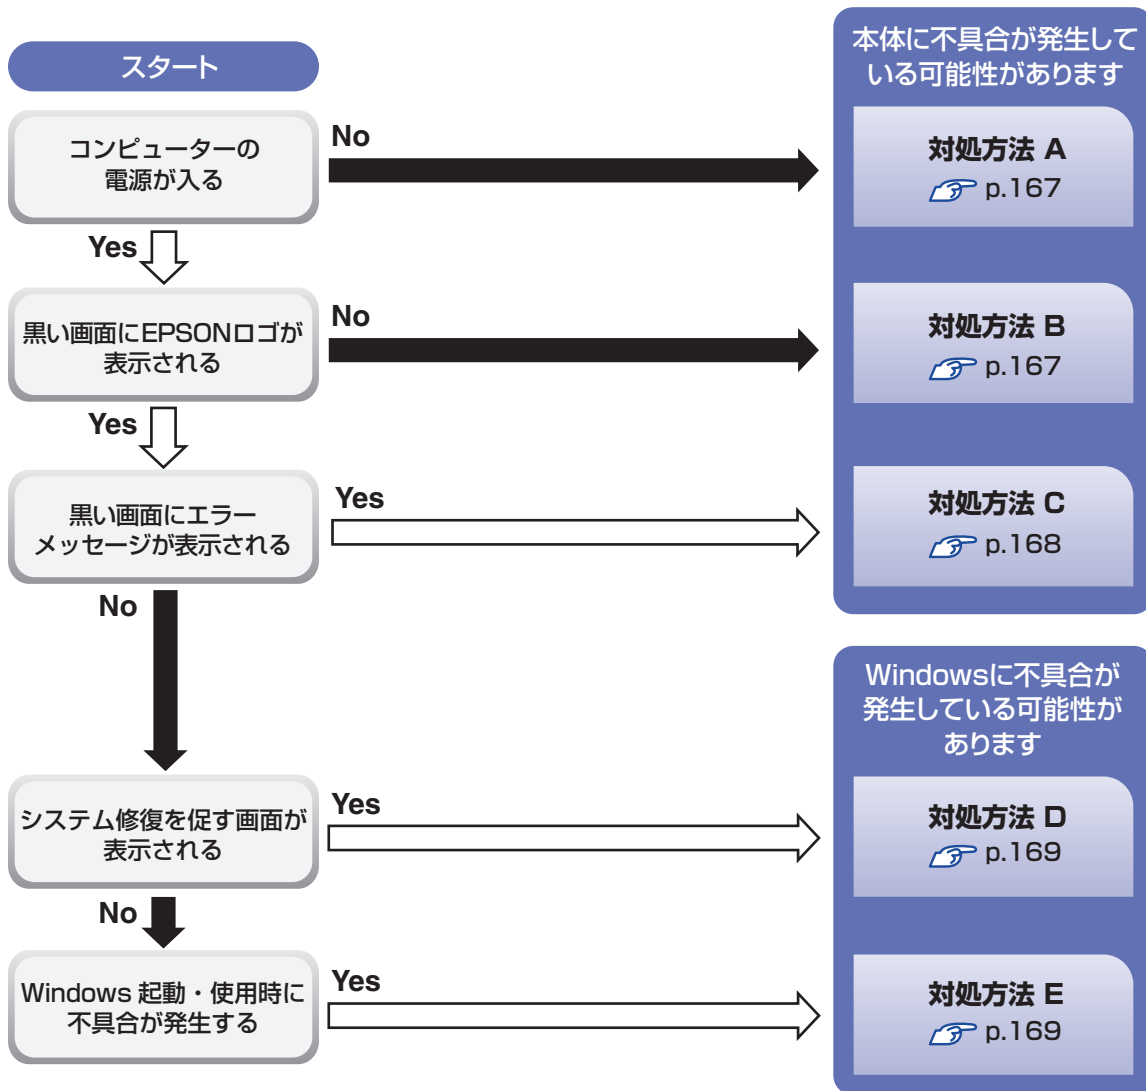 スタート
コンピューターの
電源が入る
No
Yes
黒い画面にEPSONロゴが
表示される
No
Yes
黒い画面にエラー
メッセージが表示される
Yes
No
システム修復を促す画面が
表示される
Yes
No
Windows 起動・使用時に
不具合が発生する
Yes
本体に不具合が発生して
いる可能性があります
対処方法 A
p.167
対処方法 B
p.167
対処方法 C
p.168
Windowsに不具合が
発生している可能性が
あります
対処方法 D
p.169
対処方法 E
p.169